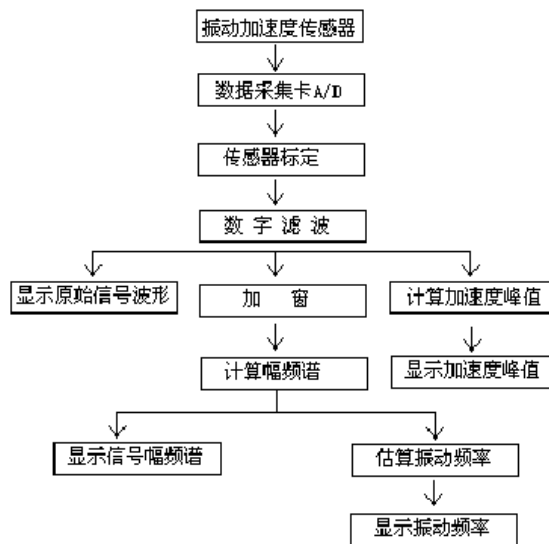 振动加速度传感器
数据采集卡A/D
传感器标定
数 字 滤 波
显示原始信号波形
加 窗
计算加速度峰值
计算幅频谱
显示加速度峰值
显示信号幅频谱
估算振动频率
显示振动频率